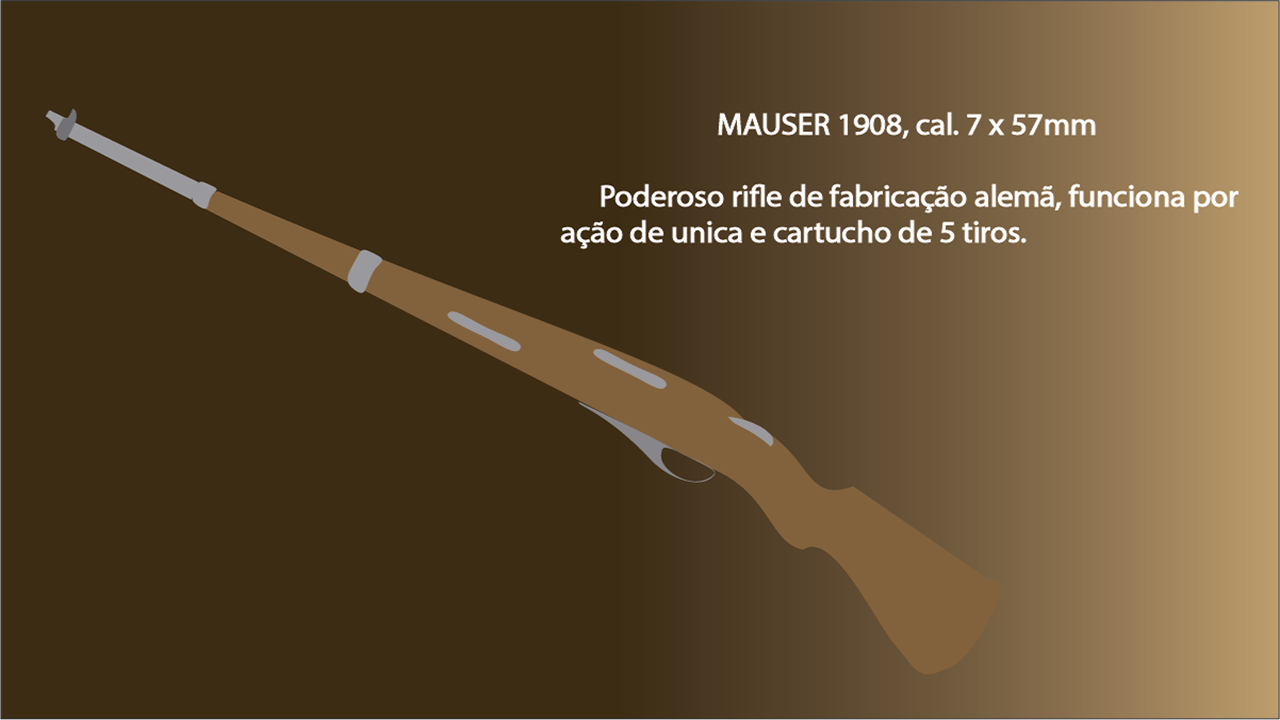 MAUSER 1908, cal. 7 x 57mm
Poderoso rifle de fabricação alemã, funciona por
ação de unica e cartucho de 5 tiros.